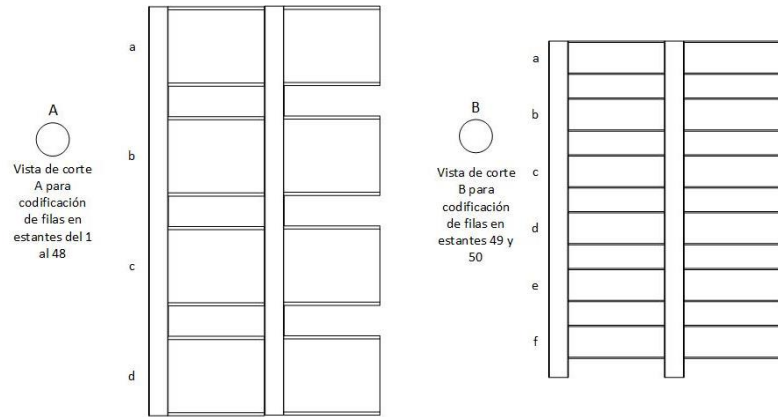 a
A
Vista de corte
A para
codificación
de filas en
estantes del 1
al 48
b
c
d
a
B
Vista de corte
B para
codificación
de filas en
estantes 49 y
50
b
c
d
e
f